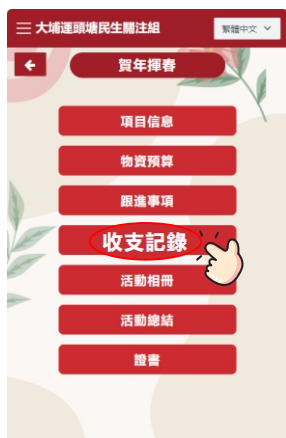 大埔運頭塘民生關注組
繁體中文
賀年揮春
項目信息
物資預算
跟進事項
收支記錄
活動相冊
活動總結
證書